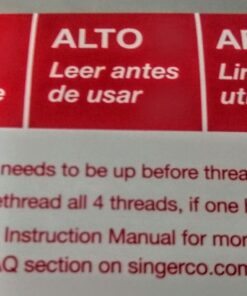 ALTO
Leer antes
de usar
needs to be up before threa
ethread all 4 threads, if one
Instruction Manual for mor
AQ section on singerco.com